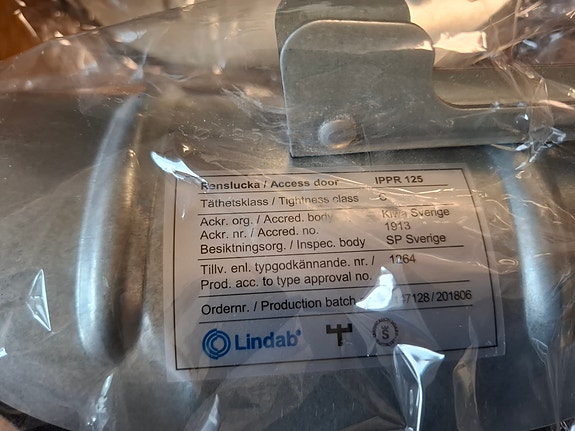 Renslucka / Access door IPPR 125
Täthetsklass / Tightness class C
Ackr. org. / Accred. body Kiwa Sverige
Ackr. nr. / Accred. no. 1913
Besiktningsorg. / Inspec. body SP Sverige
Tillv. enl. typgodkännande. nr. / 1264
Prod. acc. to type approval no.
Ordernr. / Production batch 47128/201806
Lindab®